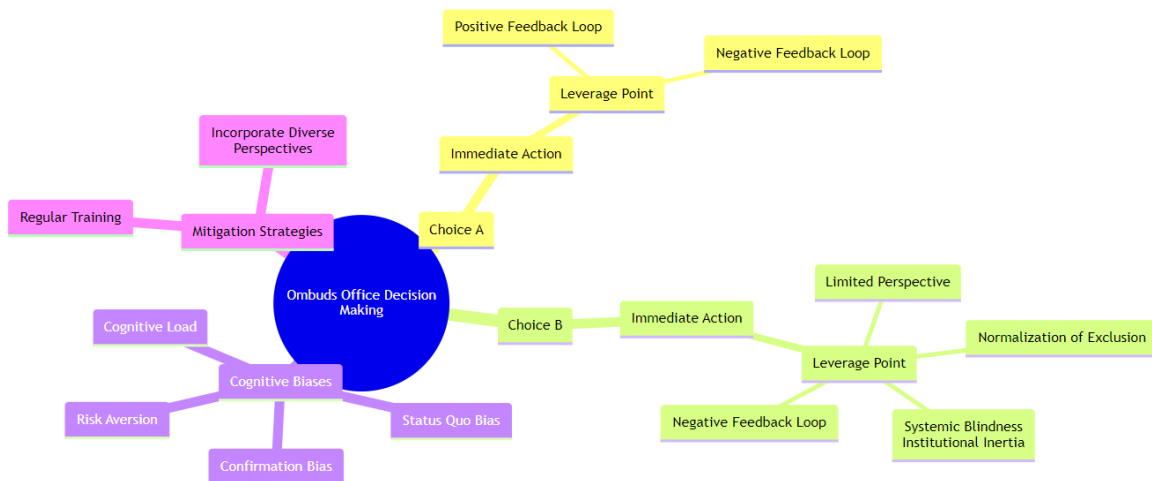 Positive Feedback Loop
Negative Feedback Loop
Leverage Point
Incorporate Diverse
Perspectives
Immediate Action
Regular Training
Mitigation Strategies
Choice A
Ombuds Office Decision
Making
Limited Perspective
Choice B
Immediate Action
Normalization of Exclusion
Leverage Point
Negative Feedback Loop
Systemic Blindness
Institutional Inertia
Cognitive Load
Cognitive Biases
Risk Aversion
Status Quo Bias
Confirmation Bias